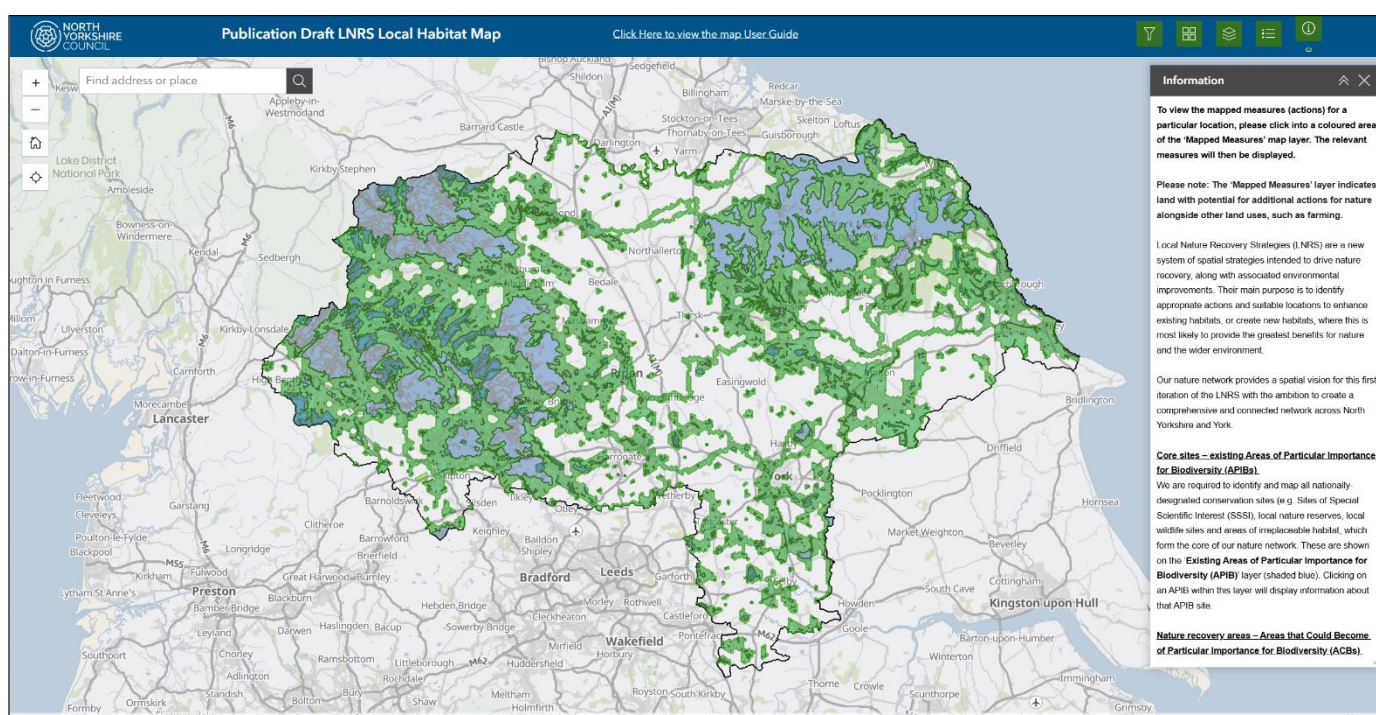 NORTH
YORKSHIRE
COUNCIL
Publication Draft LNRS Local Habitat Map
Click Here to view the map User Guide
Find address or place
Information
To view the mapped measures (actions) for a
particular location, please click into a coloured area
of the 'Mapped Measures' map layer. The relevant
measures will then be displayed.
Please note: The 'Mapped Measures' layer indicates
land with potential for additional actions for nature
alongside other land uses, such as farming.
Local Nature Recovery Strategies (LNRS) are a new
system of spatial strategies intended to drive nature
recovery, along with associated environmental
improvements. Their main purpose is to identify
appropriate actions and suitable locations to enhance
existing habitats, or create new habitats, where this is
most likely to provide the greatest benefits for nature
and the wider environment.
Our nature network provides a spatial vision for this first
iteration of the LNRS with the ambition to create a
comprehensive and connected network across North
Yorkshire and York.
Core sites – existing Areas of Particular Importance
for Biodiversity (APIBs)
We are required to identify and map all nationally-
designated conservation sites (e.g. Sites of Special
Scientific Interest (SSSI), local nature reserves, local
wildlife sites and areas of irreplaceable habitat, which
form the core of our nature network. These are shown
on the 'Existing Areas of Particular Importance for
Biodiversity (APIB)' layer (shaded blue). Clicking on
an APIB within this layer will display information about
that APIB site.
Nature recovery areas – Areas that Could Become
of Particular Importance for Biodiversity (ACBs)
Bishop Auckland
Sedgefield
Shildon
Billingham
Redcar
Marske-by-the-Sea
Appleby-in-
Westmorland
Stockton-on-Tees
Skelton
Loftus
Barnard Castle
Thornaby-on-Tees
Guisborough
A1(M)
M6
Darlington
Yarm
Lake District
National Park
Kirkby Stephen
Ambleside
Bowness-on-
Windermere
Kendal
Sedbergh
M6
Northallerton
Bedale
Masham
Thirsk
Millom
Ulverston
Kirkby-Lonsdale
Dalton-in-Furness
Carnforth
High Bentham
Ripon
A1(M)
Easingwold
Morecambe
Lancaster
Bridlington
Driffield
Harrogate
York
Skipton
Fleetwood
Cleveleys
Garstang
Barnoldswick
Silsden
Ilkley
Otley
Wetherby
Pocklington
Hornsea
Poulton-le-Fylde
Blackpool
Clitheroe
Barrowford
Keighley
Baildon
Shipley
Tadcaster
Market Weighton
Beverley
Longridge
Brierfield
M55
Kirkham
Fulwood
Great Harwood
Burnley
Bradford
Leeds
Garforth
Selby
South Cave
Cottingham
Lytham St Anne's
Preston
Blackburn
Hebden Bridge
Morley
Rothwell
Howden
Kingston upon Hull
Bamber Bridge
Cleckheaton
Castleford
Leyland
Darwen
Haslingden
Bacup
Sowerby Bridge
Wakefield
Pontefract
M62
Goole
Barton-upon-Humber
Southport
Chorley
Ramsbottom
Littleborough
M62
Mirfield
Horbury
Winterton
Immingham
Adlington
Rochdale
Huddersfield
Standish
Bury
Meltham
Royston
South Kirkby
Thorne
Crowle
Scunthorpe
Formby
Ormskirk
Bolton
Shaw
Holmfirth
Grimsby